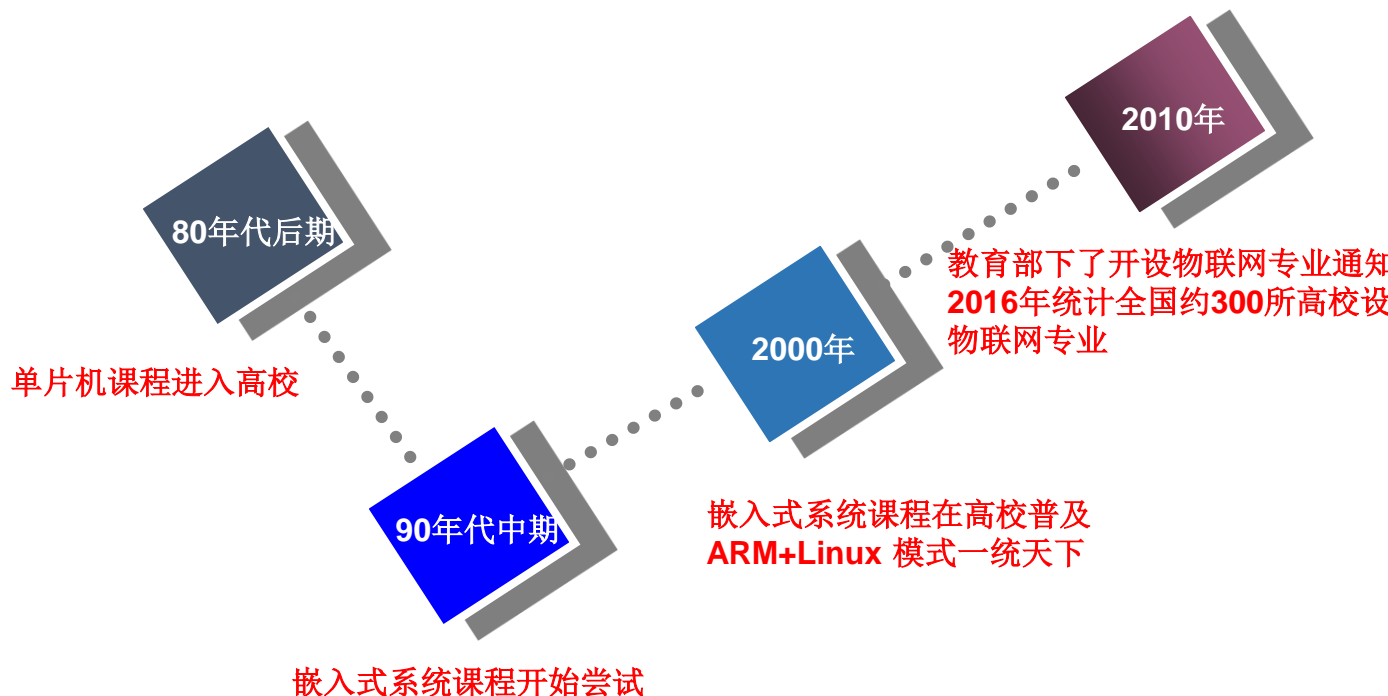 80年代后期
单片机课程进入高校
90年代中期
嵌入式系统课程开始尝试
2000年
嵌入式系统课程在高校普及
ARM+Linux 模式一统天下
2010年
教育部下了开设物联网专业通知
2016年统计全国约300所高校设
物联网专业